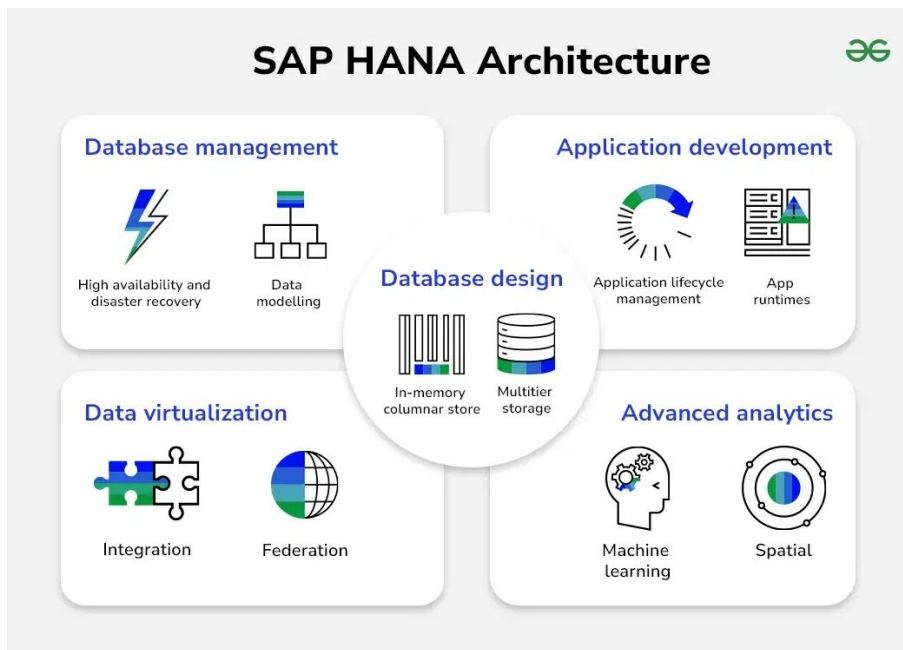 SAP HANA Architecture
Database management
High availability and
disaster recovery
Data
modelling
Application development
Application lifecycle
management
App
runtimes
Database design
In-memory
columnar store
Multitier
storage
Data virtualization
Integration
Federation
Advanced analytics
Machine
learning
Spatial